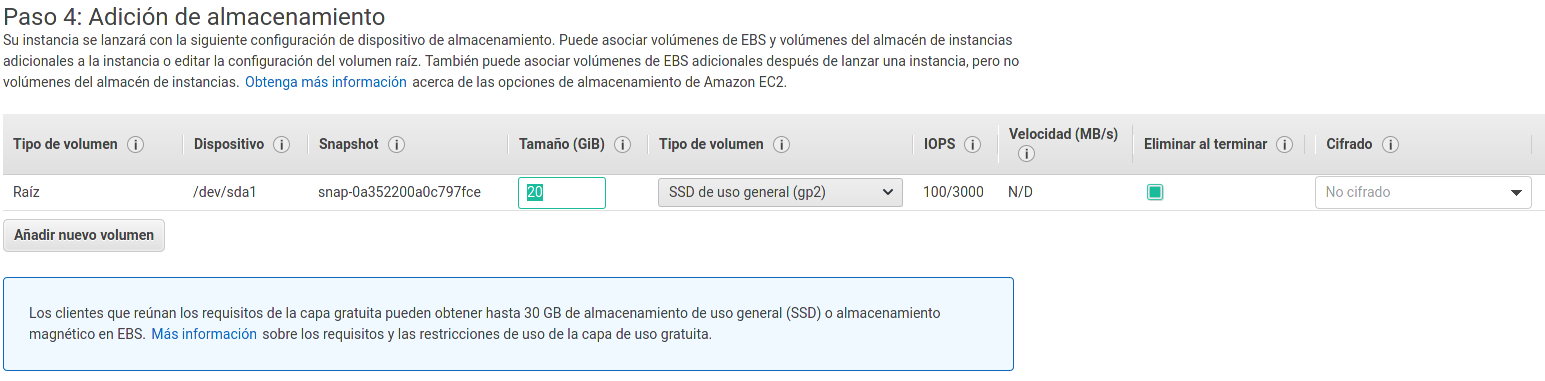 Paso 4: Adición de almacenamiento
Su instancia se lanzará con la siguiente configuración de dispositivo de almacenamiento. Puede asociar volúmenes de EBS y volúmenes del almacén de instancias
adicionales a la instancia o editar la configuración del volumen raíz. También puede asociar volúmenes de EBS adicionales después de lanzar una instancia, pero no
volúmenes del almacén de instancias. Obtenga más información acerca de las opciones de almacenamiento de Amazon EC2.
Tipo de volumen i Dispositivo i Snapshot i Tamaño (GiB) i Tipo de volumen i IOPS i Velocidad (MB/s) i Eliminar al terminar i Cifrado i
Raíz /dev/sda1 snap-0a352200a0c797fce 20 SSD de uso general (gp2) 100/3000 N/D No cifrado
Añadir nuevo volumen
Los clientes que reúnan los requisitos de la capa gratuita pueden obtener hasta 30 GB de almacenamiento de uso general (SSD) o almacenamiento
magnético en EBS. Más información sobre los requisitos y las restricciones de uso de la capa de uso gratuita.